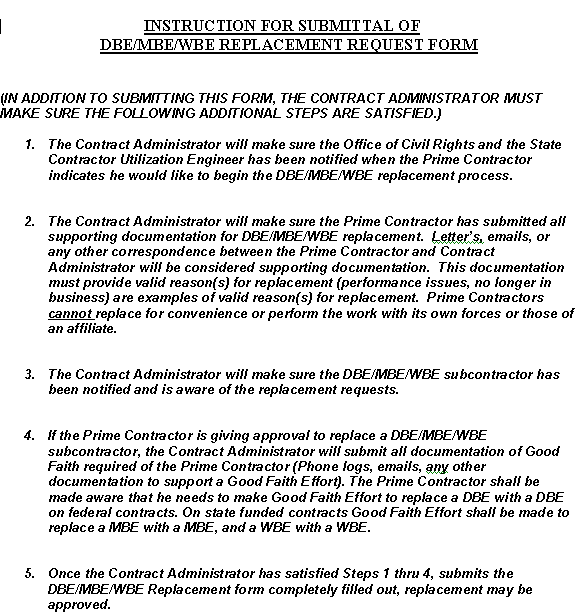 INSTRUCTION FOR SUBMITTAL OF
DBE/MBE/WBE REPLACEMENT REQUEST FORM
(IN ADDITION TO SUBMITTING THIS FORM, THE CONTRACT ADMINISTRATOR MUST
MAKE SURE THE FOLLOWING ADDITIONAL STEPS ARE SATISFIED.)
1. The Contract Administrator will make sure the Office of Civil Rights and the State
Contractor Utilization Engineer has been notified when the Prime Contractor
indicates he would like to begin the DBE/MBE/WBE replacement process.
2. The Contract Administrator will make sure the Prime Contractor has submitted all
supporting documentation for DBE/MBE/WBE replacement. Letter's, emails, or
any other correspondence between the Prime Contractor and Contract
Administrator will be considered supporting documentation. This documentation
must provide valid reason(s) for replacement (performance issues, no longer in
business) are examples of valid reason(s) for replacement. Prime Contractors
cannot replace for convenience or perform the work with its own forces or those of
an affiliate.
3. The Contract Administrator will make sure the DBE/MBE/WBE subcontractor has
been notified and is aware of the replacement requests.
4. If the Prime Contractor is giving approval to replace a DBE/MBE/WBE
subcontractor, the Contract Administrator will submit all documentation of Good
Faith required of the Prime Contractor (Phone logs, emails, any other
documentation to support a Good Faith Effort). The Prime Contractor shall be
made aware that he needs to make Good Faith Effort to replace a DBE with a DBE
on federal contracts. On state funded contracts Good Faith Effort shall be made to
replace a MBE with a MBE, and a WBE with a WBE.
5. Once the Contract Administrator has satisfied Steps 1 thru 4, submits the
DBE/MBE/WBE Replacement form completely filled out, replacement may be
approved.